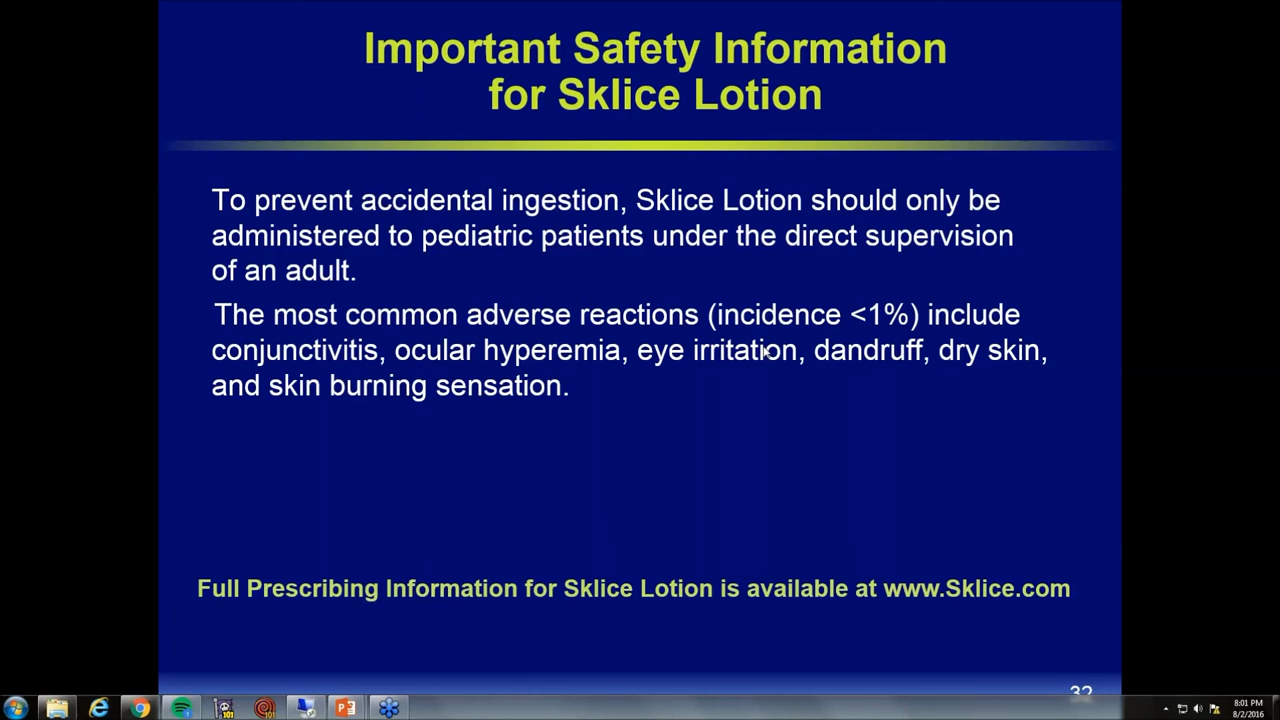 Important Safety Information
for Sklice Lotion
To prevent accidental ingestion, Sklice Lotion should only be
administered to pediatric patients under the direct supervision
of an adult.
The most common adverse reactions (incidence <1%) include
conjunctivitis, ocular hyperemia, eye irritation, dandruff, dry skin,
and skin burning sensation.
Full Prescribing Information for Sklice Lotion is available at www.Sklice.com
32
101
101
8:01 PM
8/2/2016